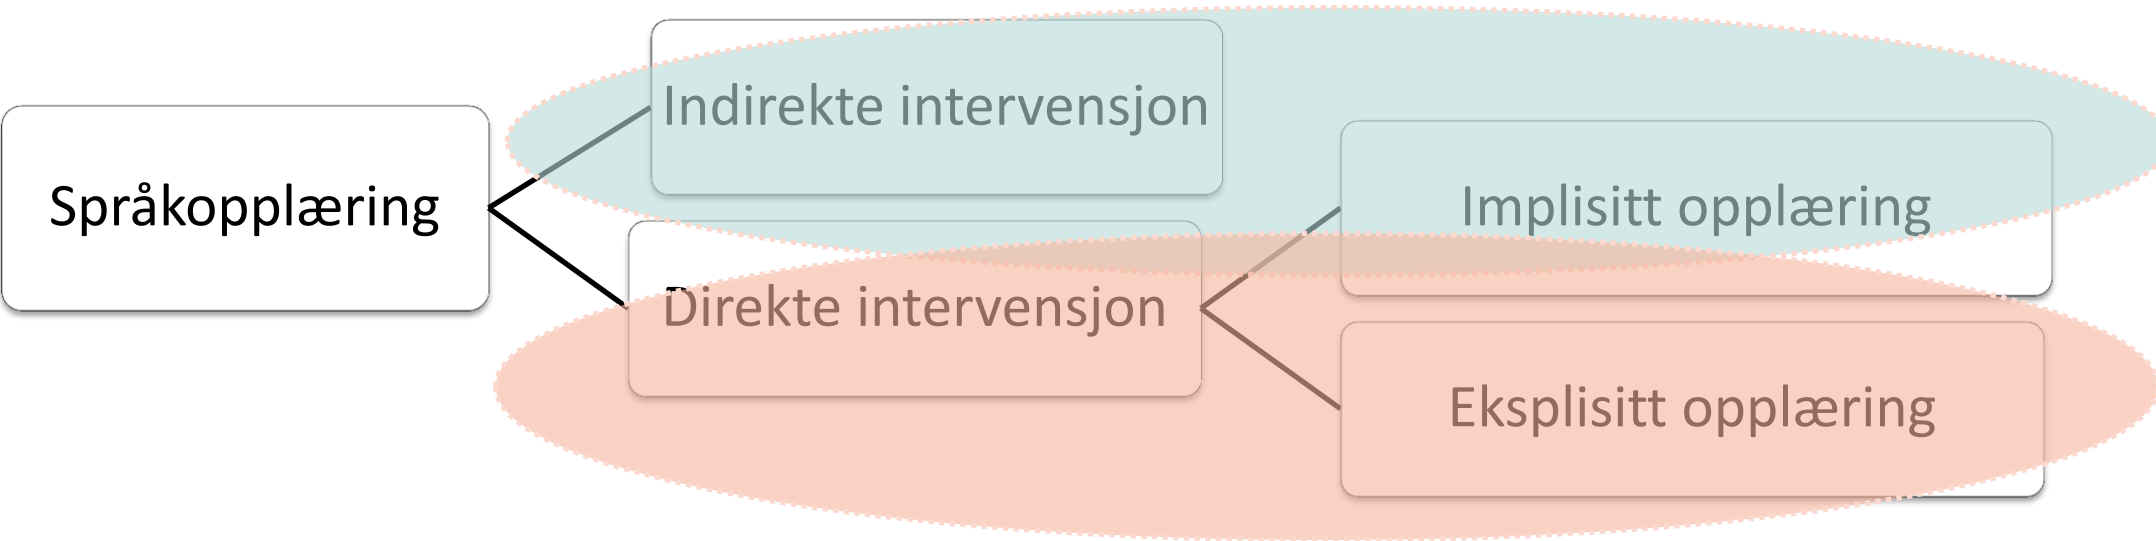 Språkopplæring
Indirekte intervensjon
Direkte intervensjon
Implisitt opplæring
Eksplisitt opplæring